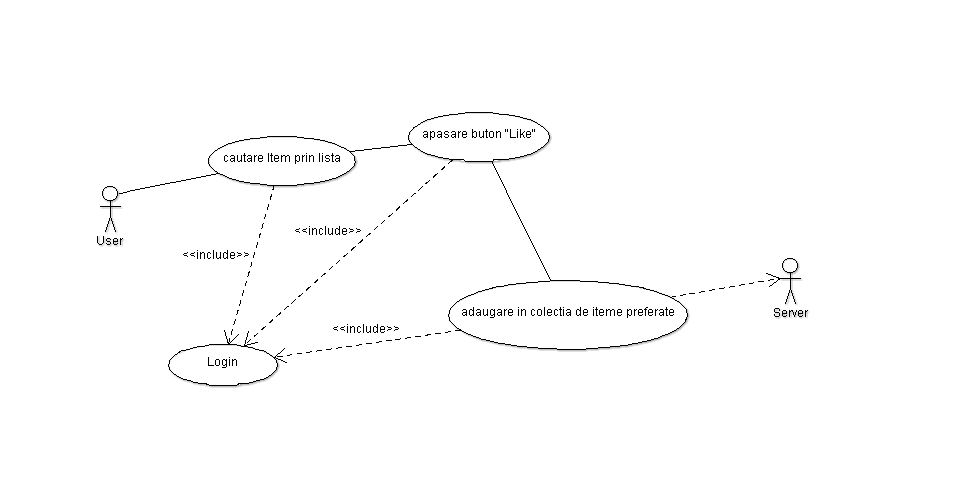 apasare buton "Like"
cautare Item prin lista
User
<<include>>
<<include>>
Server
adaugare in colectia de iteme preferate
<<include>>
Login